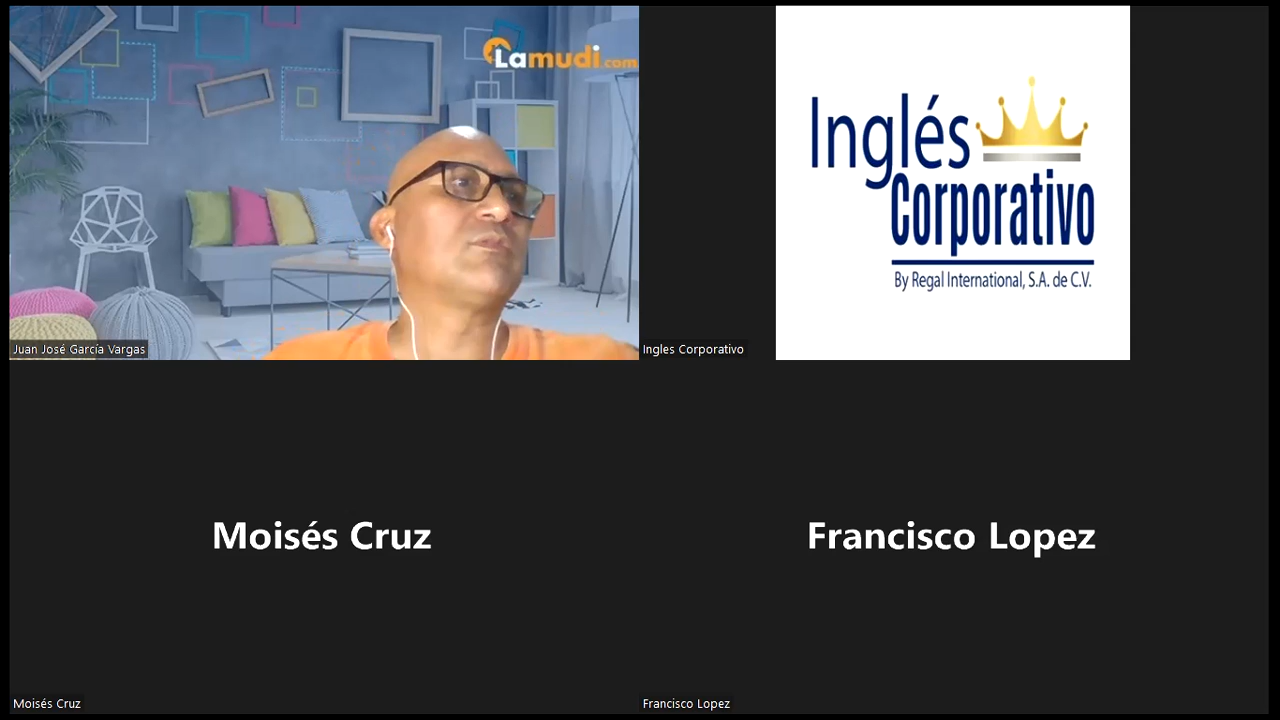 Lamudi.com
Juan José García Vargas
Inglés
Corporativo
By Regal International, S.A. de C.V.
Ingles Corporativo
Moisés Cruz
Francisco Lopez
Moisés Cruz
Francisco Lopez